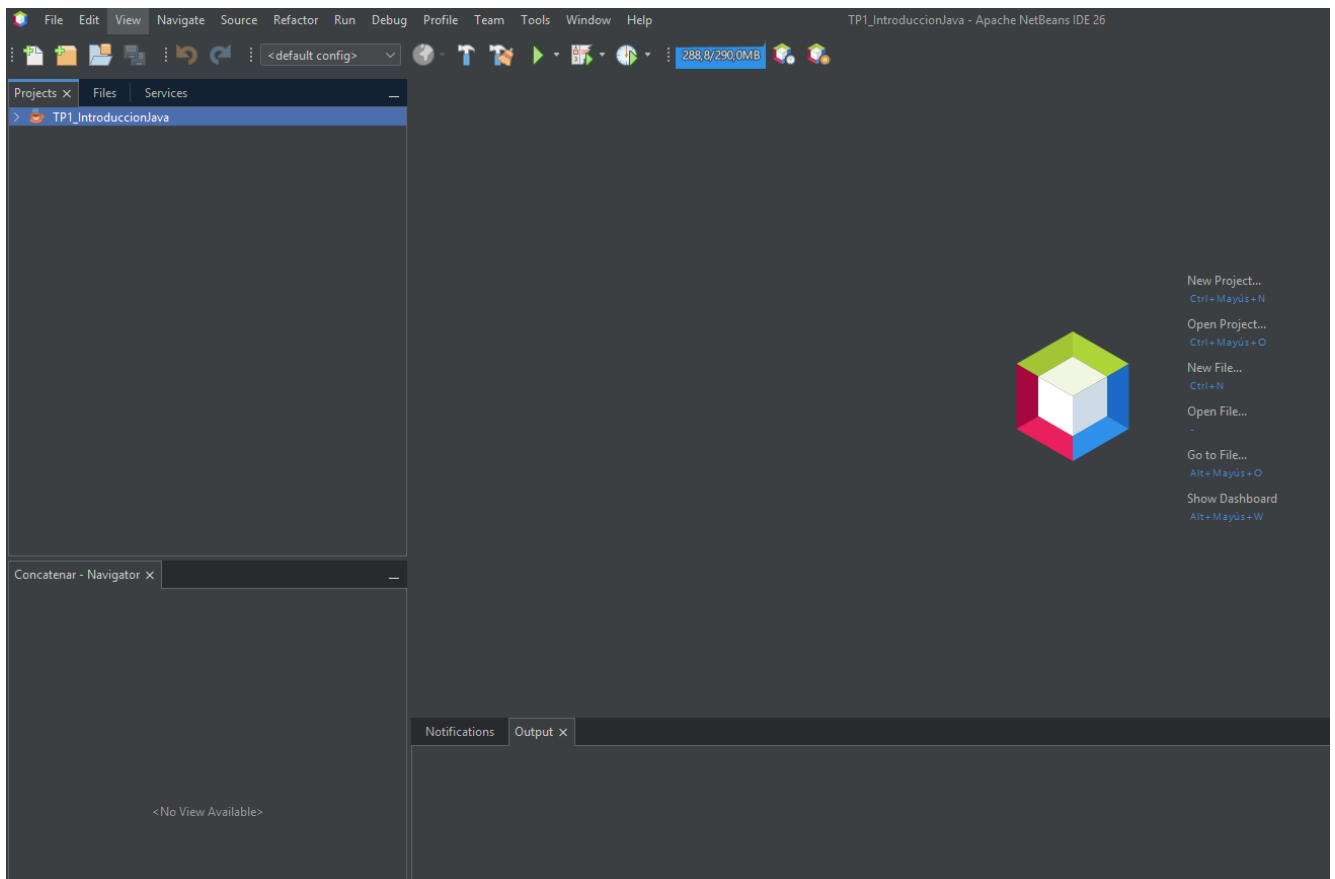 File Edit View Navigate Source Refactor Run Debug Profile Team Tools Window Help TP1_IntroduccionJava - Apache NetBeans IDE 26
<default config> 288,8/290,0MB
Projects Files Services
TP1_IntroduccionJava
New Project...
Ctrl+Mayús+N
Open Project...
Ctrl+Mayús+O
New File...
Ctrl+N
Open File...
-
Go to File...
Alt+Mayús+O
Show Dashboard
Alt+Mayús+W
Concatenar - Navigator
<No View Available>
Notifications Output